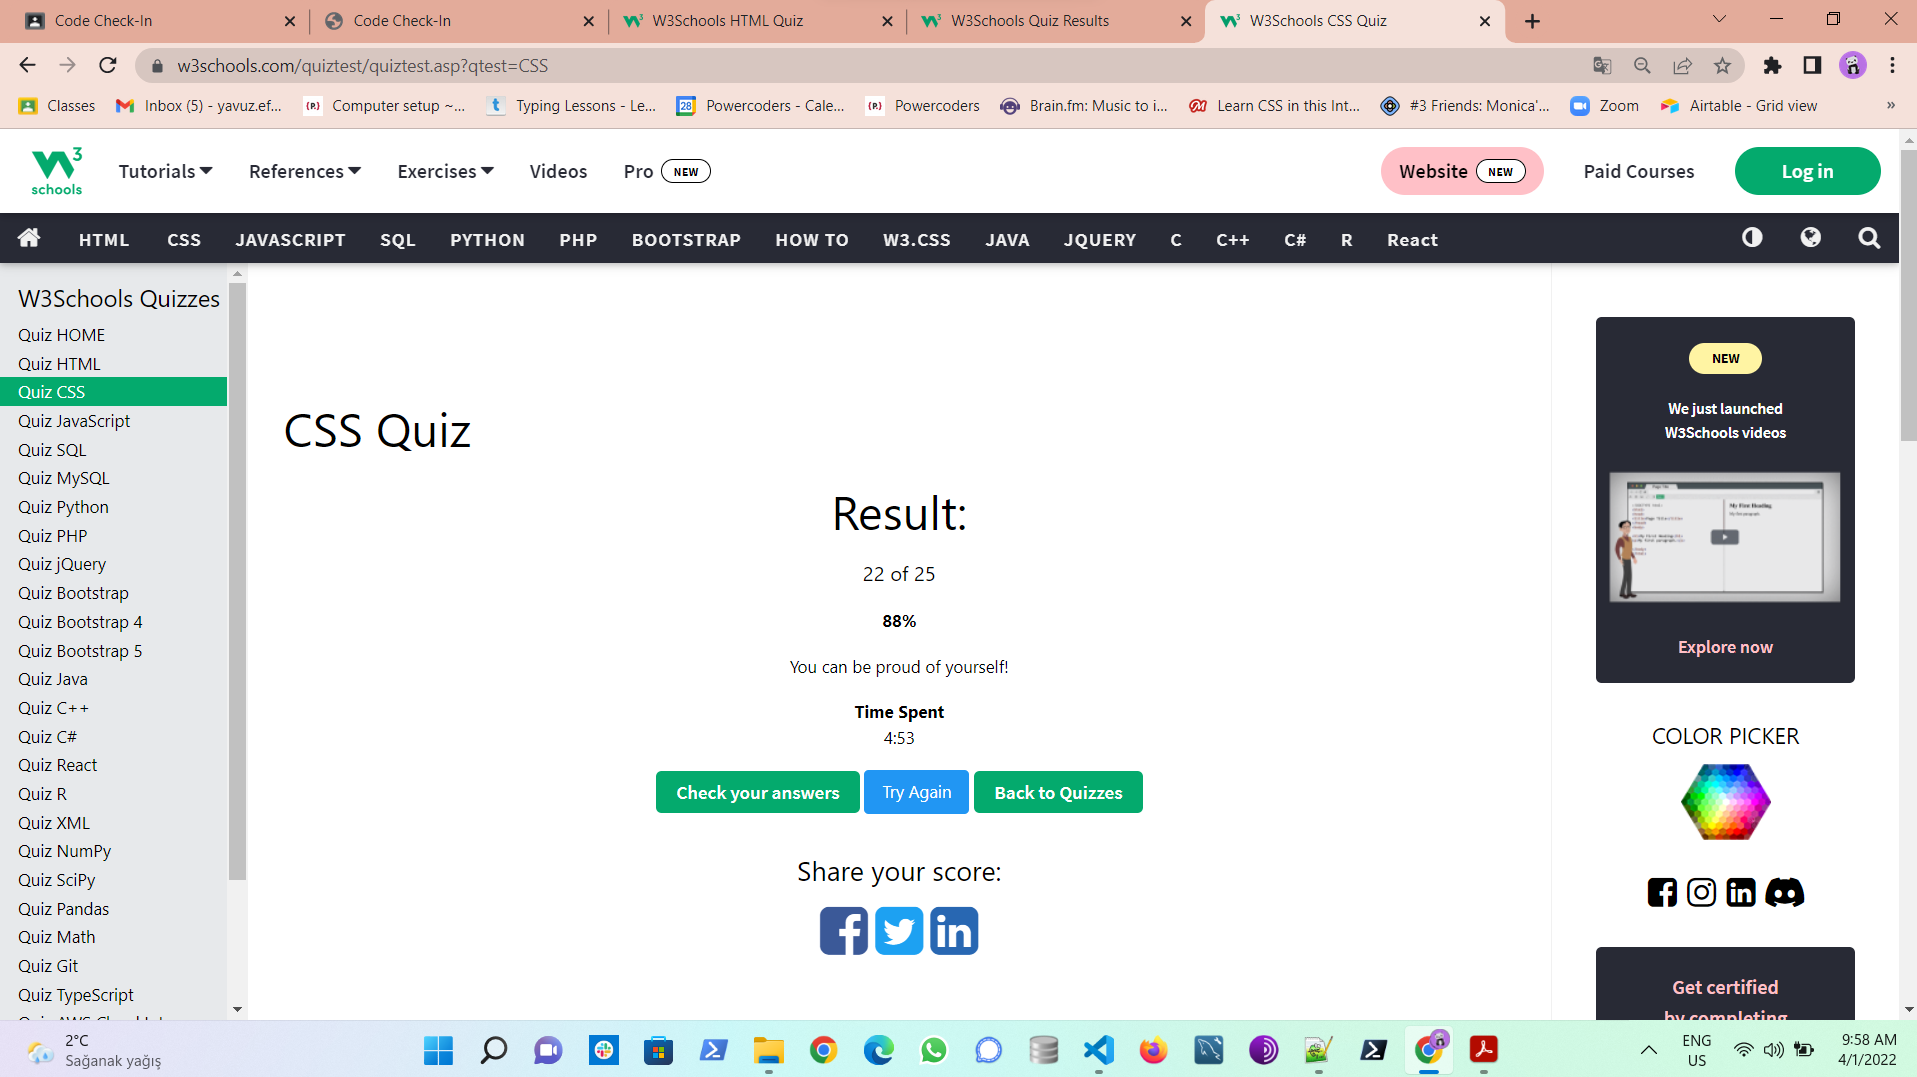 Code Check-In
Code Check-In
W3Schools HTML Quiz
W3Schools Quiz Results
W3Schools CSS Quiz
w3schools.com/quiztest/quiztest.asp?qtest=CSS
Classes
Inbox (5) - yavuz.ef...
Computer setup ~...
Typing Lessons - Le...
28
Powercoders - Cale...
Powercoders
Brain.fm: Music to i...
Learn CSS in this Int...
#3 Friends: Monica'...
Zoom
Airtable - Grid view
»
W3 schools
Tutorials
References
Exercises
Videos
Pro NEW
Website NEW
Paid Courses
Log in
HTML
CSS
JAVASCRIPT
SQL
PYTHON
PHP
BOOTSTRAP
HOW TO
W3.CSS
JAVA
JQUERY
C
C++
C#
R
React
W3Schools Quizzes
Quiz HOME
Quiz HTML
Quiz CSS
Quiz JavaScript
Quiz SQL
Quiz MySQL
Quiz Python
Quiz PHP
Quiz jQuery
Quiz Bootstrap
Quiz Bootstrap 4
Quiz Bootstrap 5
Quiz Java
Quiz C++
Quiz C#
Quiz React
Quiz R
Quiz XML
Quiz NumPy
Quiz SciPy
Quiz Pandas
Quiz Math
Quiz Git
Quiz TypeScript
CSS Quiz
Result:
22 of 25
88%
You can be proud of yourself!
Time Spent
4:53
Check your answers
Try Again
Back to Quizzes
Share your score:
NEW
We just launched
W3Schools videos
My First Heading
Explore now
COLOR PICKER
Get certified
by completing
2°C
Sağanak yağış
ENG
US
9:58 AM
4/1/2022